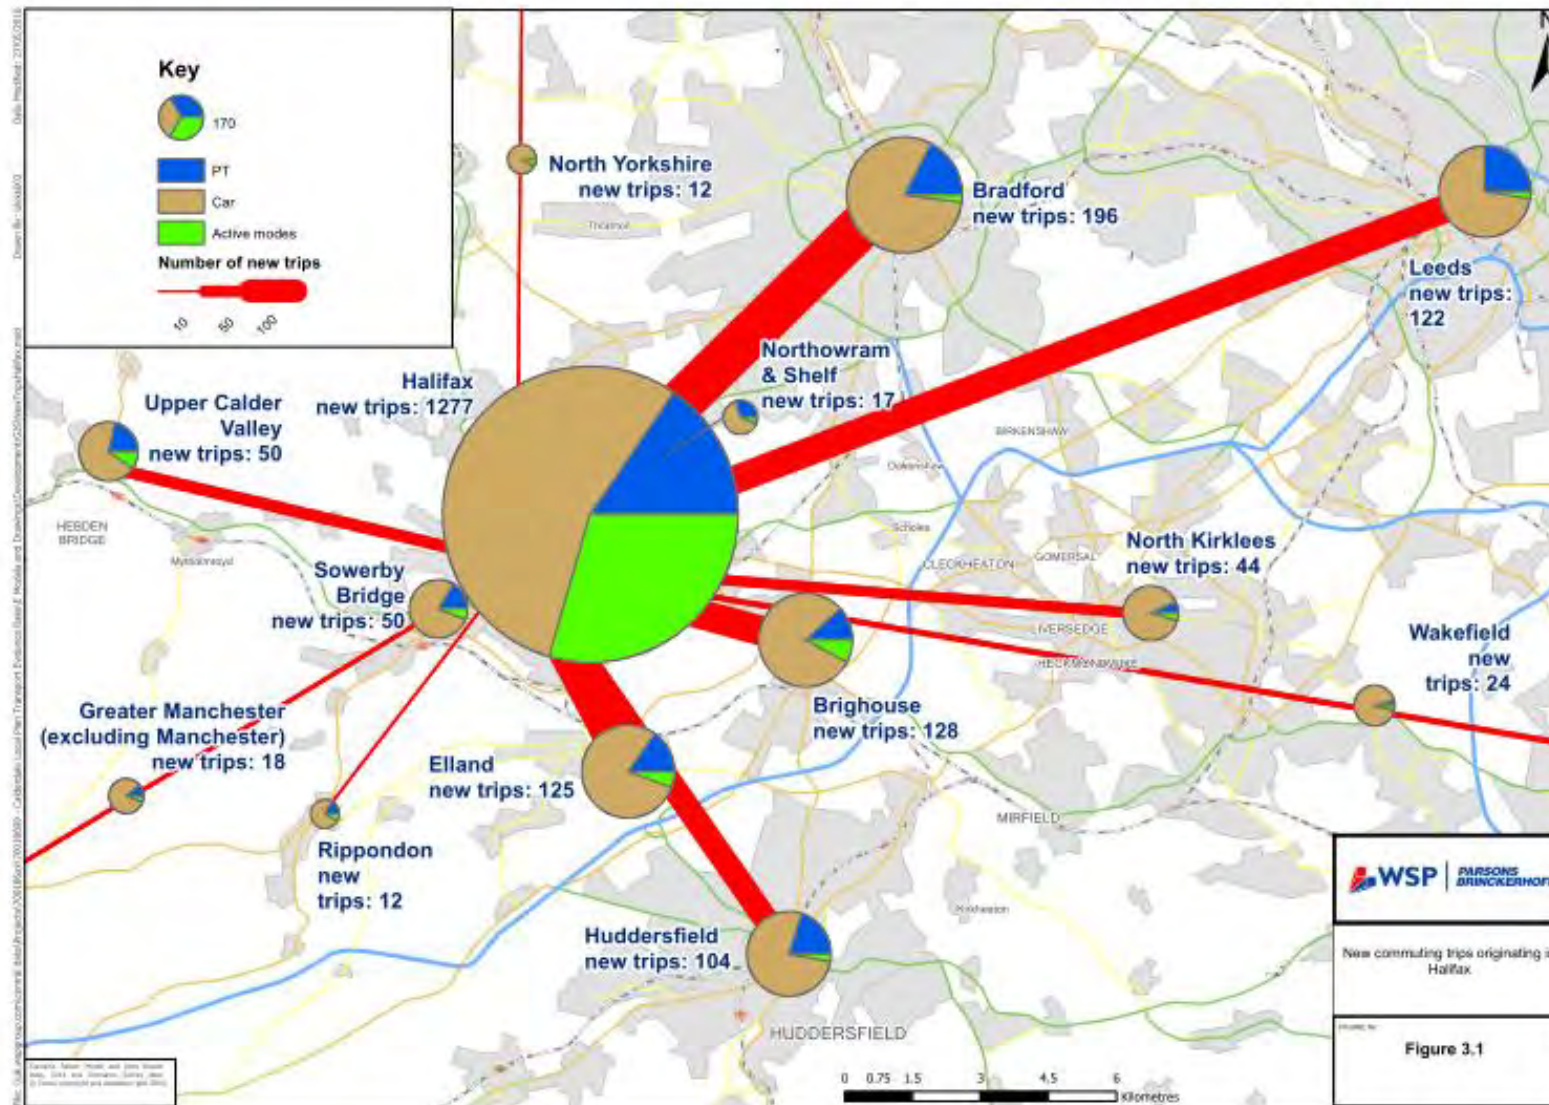 Key
170
PT
Car
Active modes
Number of new trips
10
50
100
N
North Yorkshire
new trips: 12
Bradford
new trips: 196
Leeds
new trips:
122
Northowram
& Shelf
new trips: 17
Halifax
new trips: 1277
Upper Calder
Valley
new trips: 50
BIRKENSHAW
Scholes
CLECKHEATON
GOMERSAL
North Kirklees
new trips: 44
HEBDEN
BRIDGE
Mytholmroyd
Sowerby
Bridge
new trips: 50
LIVERSEDGE
HECKMONDWIKE
Wakefield
new
trips: 24
Greater Manchester
(excluding Manchester)
new trips: 18
Brighouse
new trips: 128
Elland
new trips: 125
MIRFIELD
Rippondon
new
trips: 12
Kirkheaton
Huddersfield
new trips: 104
HUDDERSFIELD
WSP | PARSONS
BRINCKERHOFF
New commuting trips originating i
Halifax
Figure 3.1
0 0.75 1.5 3 4.5 6
Kilometres